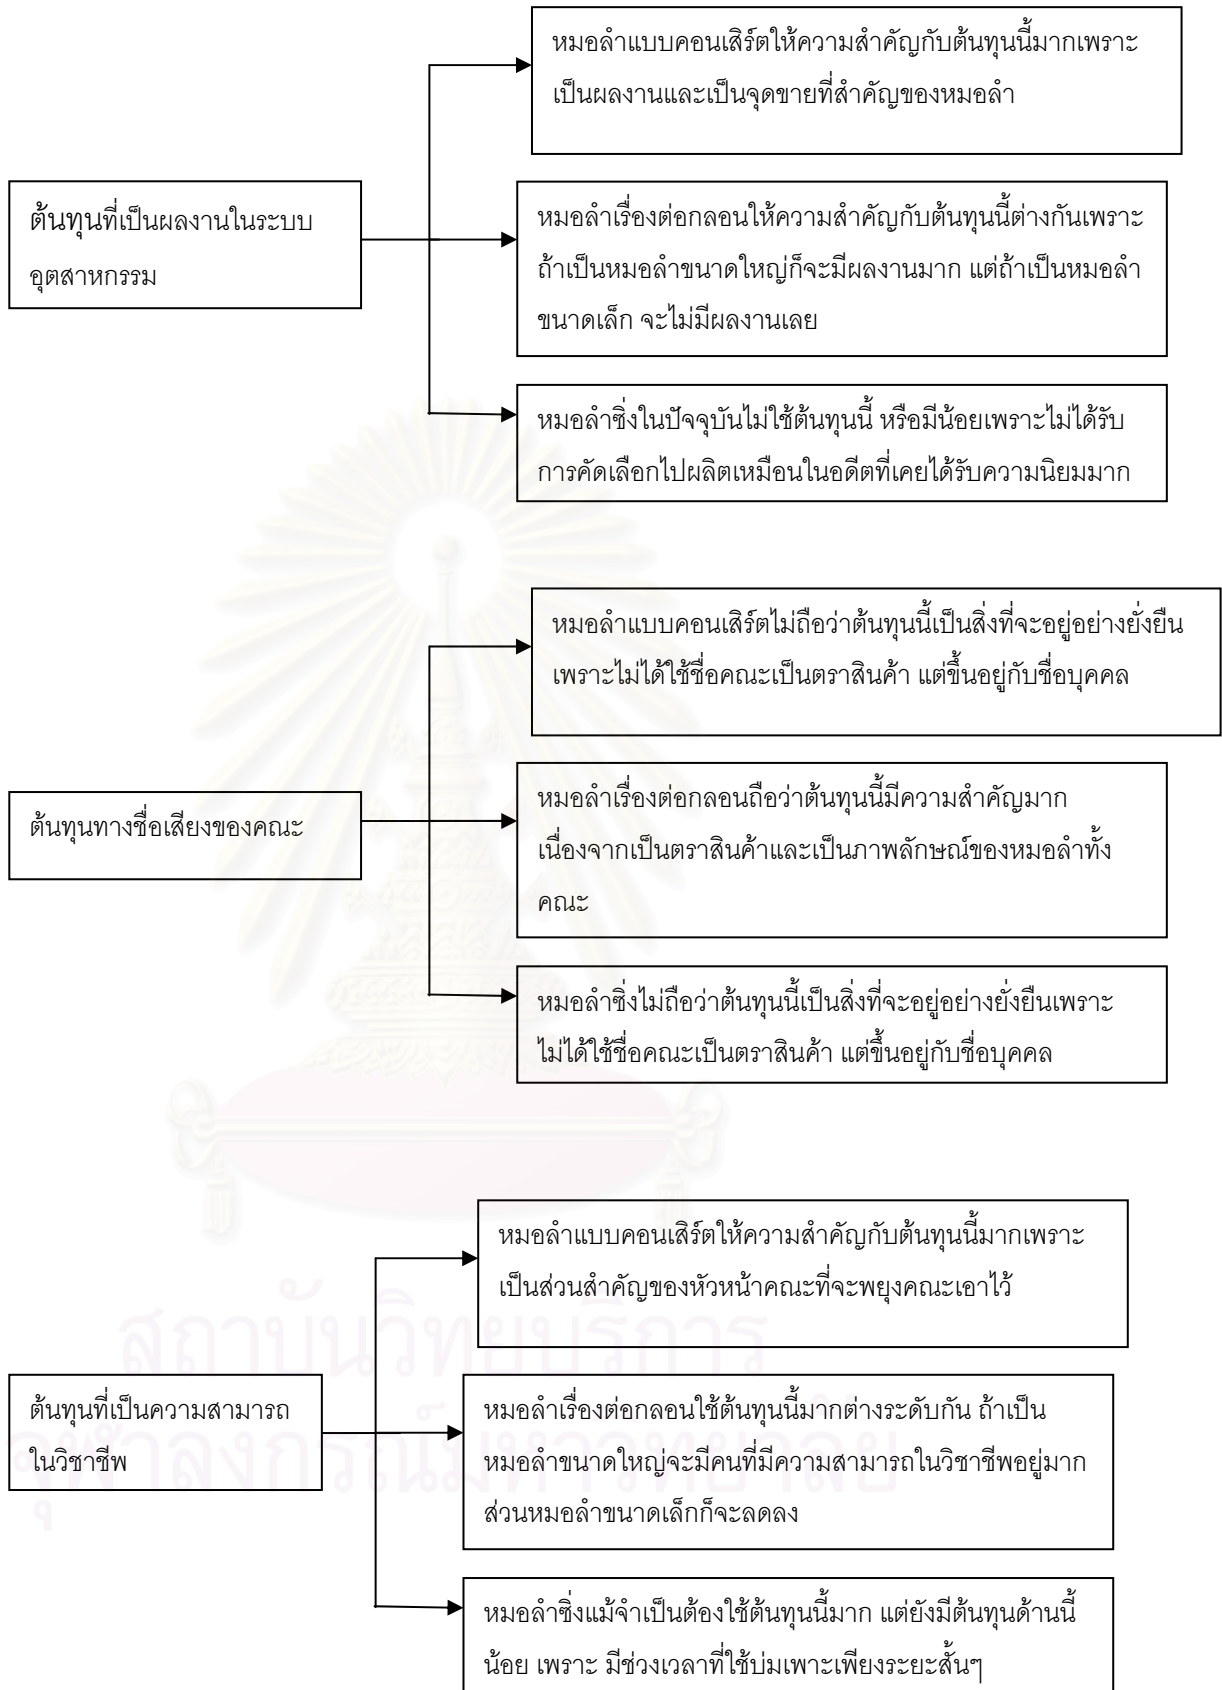 หมอลำแบบคอนเสิร์ตให้ความสำคัญกับต้นทุนนี้มากเพราะ
เป็นผลงานและเป็นจุดขายที่สำคัญของหมอลำ
ต้นทุนที่เป็นผลงานในระบบ
อุตสาหกรรม
หมอลำเรื่องต่อกลอนให้ความสำคัญกับต้นทุนนี้ต่างกันเพราะ
ถ้าเป็นหมอลำขนาดใหญ่ก็จะมีผลงานมาก แต่ถ้าเป็นหมอลำ
ขนาดเล็ก จะไม่มีผลงานเลย
หมอลำซิ่งในปัจจุบันไม่ใช้ต้นทุนนี้ หรือมีน้อยเพราะไม่ได้รับ
การคัดเลือกไปผลิตเหมือนในอดีตที่เคยได้รับความนิยมมาก
หมอลำแบบคอนเสิร์ตไม่ถือว่าต้นทุนนี้เป็นสิ่งที่จะอยู่อย่างยั่งยืน
เพราะไม่ได้ใช้ชื่อคณะเป็นตราสินค้า แต่ขึ้นอยู่กับชื่อบุคคล
ต้นทุนทางชื่อเสียงของคณะ
หมอลำเรื่องต่อกลอนถือว่าต้นทุนนี้มีความสำคัญมาก
เนื่องจากเป็นตราสินค้าและเป็นภาพลักษณ์ของหมอลำทั้ง
คณะ
หมอลำซิ่งไม่ถือว่าต้นทุนนี้เป็นสิ่งที่จะอยู่อย่างยั่งยืนเพราะ
ไม่ได้ใช้ชื่อคณะเป็นตราสินค้า แต่ขึ้นอยู่กับชื่อบุคคล
หมอลำแบบคอนเสิร์ตให้ความสำคัญกับต้นทุนนี้มากเพราะ
เป็นส่วนสำคัญของหัวหน้าคณะที่จะพยุงคณะเอาไว้
สถาบันวิทยบริการ
จุฬาลงกรณ์มหาวิทยาลัย
ต้นทุนที่เป็นความสามารถ
ในวิชาชีพ
หมอลำเรื่องต่อกลอนใช้ต้นทุนนี้มากต่างระดับกัน ถ้าเป็น
หมอลำขนาดใหญ่จะมีคนที่มีความสามารถในวิชาชีพอยู่มาก
ส่วนหมอลำขนาดเล็กก็จะลดลง
หมอลำซิ่งแม้จำเป็นต้องใช้ต้นทุนนี้มาก แต่ยังมีต้นทุนด้านนี้
น้อย เพราะ มีช่วงเวลาที่ใช้บ่มเพาะเพียงระยะสั้นๆ